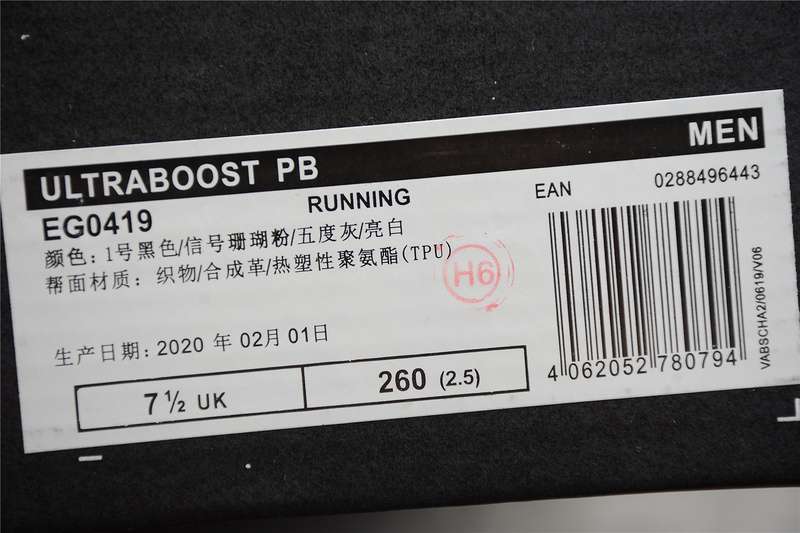 ULTRABOOST PB MEN
EG0419 RUNNING EAN 0288496443
颜色: 1号黑色/信号珊瑚粉/五度灰/亮白
帮面材质: 织物/合成革/热塑性聚氨酯(TPU)
H6
生产日期: 2020 年 02月 01日
7 ½ UK 260 (2.5)
4 062052 780794
VABSCHA2/0619/V06